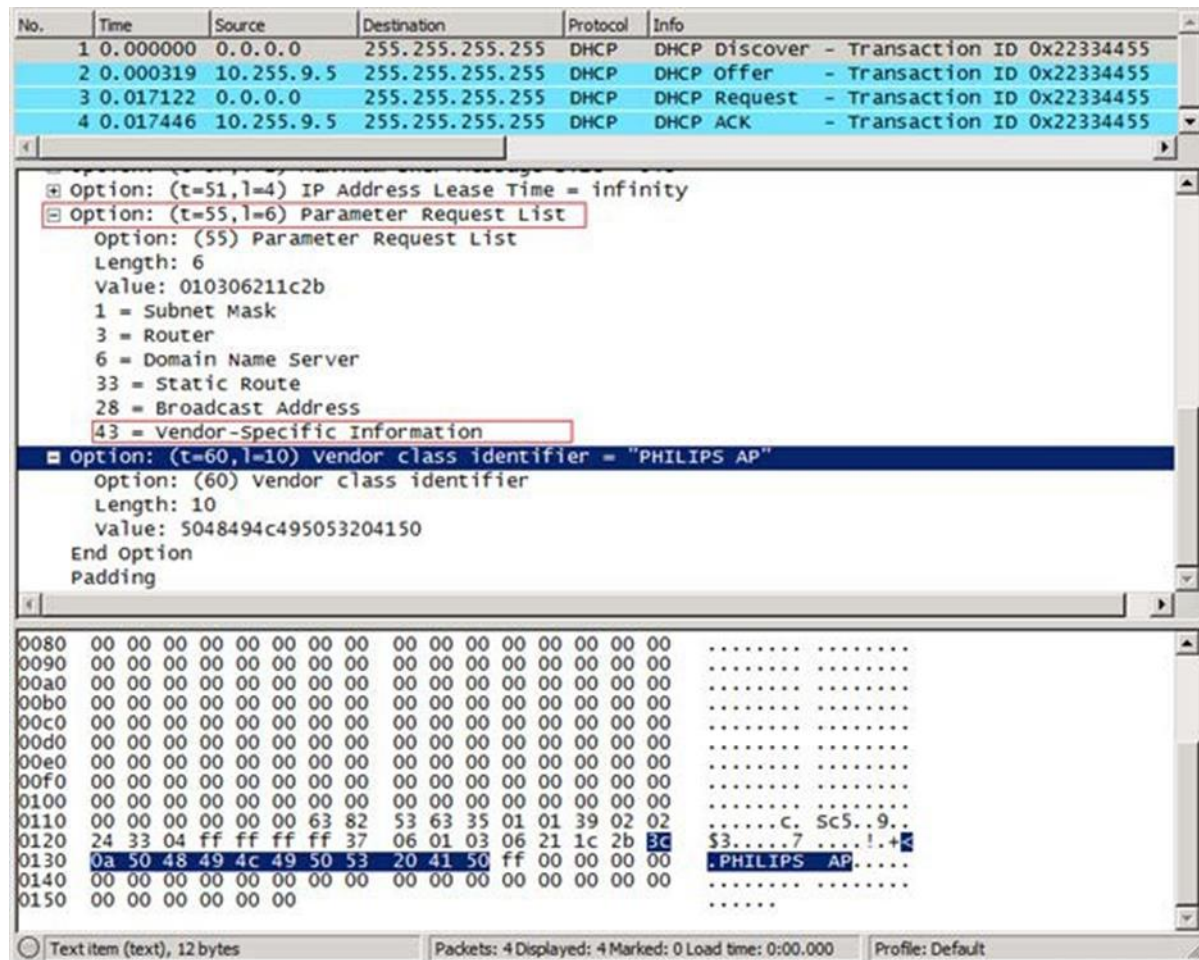 No. Time Source Destination Protocol Info
1 0.000000 0.0.0.0 255.255.255.255 DHCP DHCP Discover - Transaction ID 0x22334455
2 0.000319 10.255.9.5 255.255.255.255 DHCP DHCP Offer - Transaction ID 0x22334455
3 0.017122 0.0.0.0 255.255.255.255 DHCP DHCP Request - Transaction ID 0x22334455
4 0.017446 10.255.9.5 255.255.255.255 DHCP DHCP ACK - Transaction ID 0x22334455
Option: (t=51,l=4) IP Address Lease Time = infinity
Option: (t=55,l=6) Parameter Request List
Option: (55) Parameter Request List
Length: 6
Value: 010306211c2b
1 = Subnet Mask
3 = Router
6 = Domain Name Server
33 = Static Route
28 = Broadcast Address
43 = Vendor-Specific Information
Option: (t=60,l=10) Vendor class identifier = "PHILIPS AP"
Option: (60) Vendor class identifier
Length: 10
Value: 5048494c495053204150
End Option
Padding
0080 00 00 00 00 00 00 00 00 00 00 00 00 00 00 00 00 ........ ........
0090 00 00 00 00 00 00 00 00 00 00 00 00 00 00 00 00 ........ ........
00a0 00 00 00 00 00 00 00 00 00 00 00 00 00 00 00 00 ........ ........
00b0 00 00 00 00 00 00 00 00 00 00 00 00 00 00 00 00 ........ ........
00c0 00 00 00 00 00 00 00 00 00 00 00 00 00 00 00 00 ........ ........
00d0 00 00 00 00 00 00 00 00 00 00 00 00 00 00 00 00 ........ ........
00e0 00 00 00 00 00 00 00 00 00 00 00 00 00 00 00 00 ........ ........
00f0 00 00 00 00 00 00 00 00 00 00 00 00 00 00 00 00 ........ ........
0100 00 00 00 00 00 00 00 00 00 00 00 00 00 00 00 00 ........ ........
0110 00 00 00 00 00 00 63 82 53 63 35 01 01 39 02 02 ......c. Sc5..9..
0120 24 33 04 ff ff ff ff 37 06 01 03 06 21 1c 2b 3c $3.....7 ....!.+<
0130 0a 50 48 49 4c 49 50 53 20 41 50 ff 00 00 00 00 .PHILIPS AP.....
0140 00 00 00 00 00 00 00 00 00 00 00 00 00 00 00 00 ........ ........
0150 00 00 00 00 00 00 ......
Text item (text), 12 bytes Packets: 4 Displayed: 4 Marked: 0 Load time: 0:00.000 Profile: Default